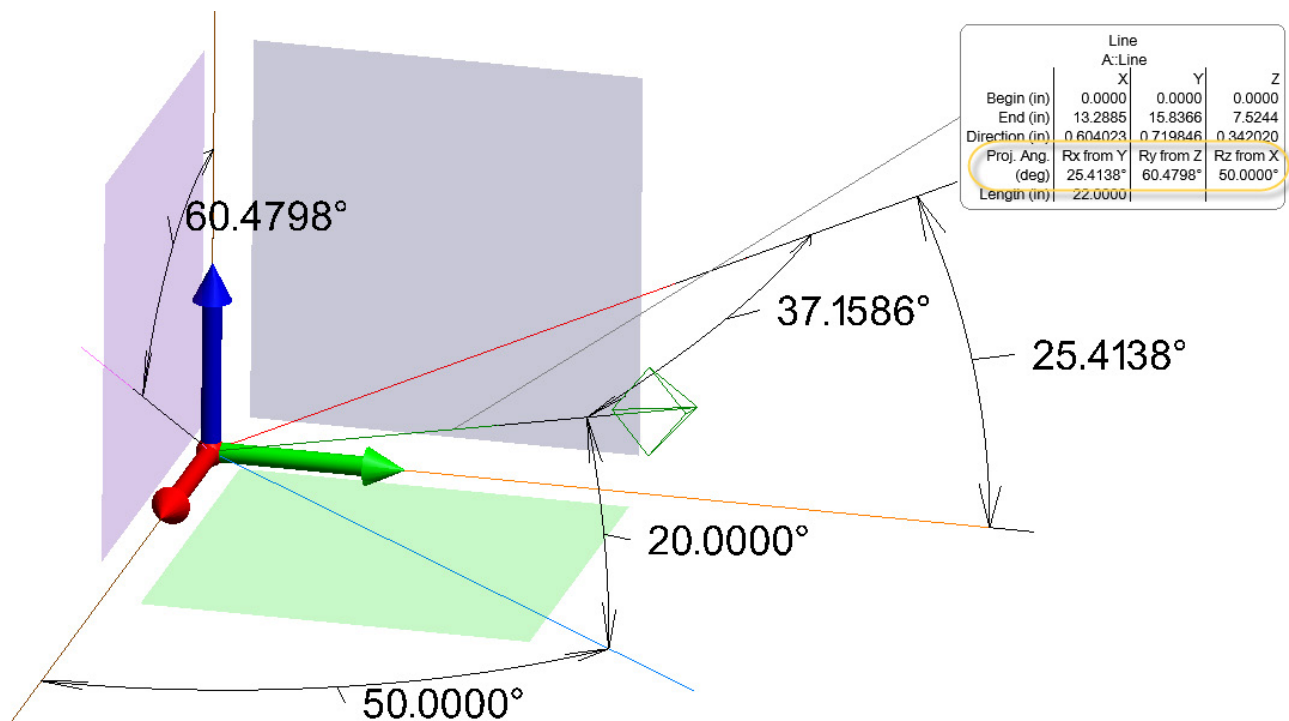 Line
A::Line
X Y Z
Begin (in) 0.0000 0.0000 0.0000
End (in) 13.2885 15.8366 7.5244
Direction (in) 0.604023 0.719846 0.342020
Proj. Ang. Rx from Y Ry from Z Rz from X
(deg) 25.4138° 60.4798° 50.0000°
Length (in) 22.0000
60.4798°
37.1586°
25.4138°
20.0000°
50.0000°